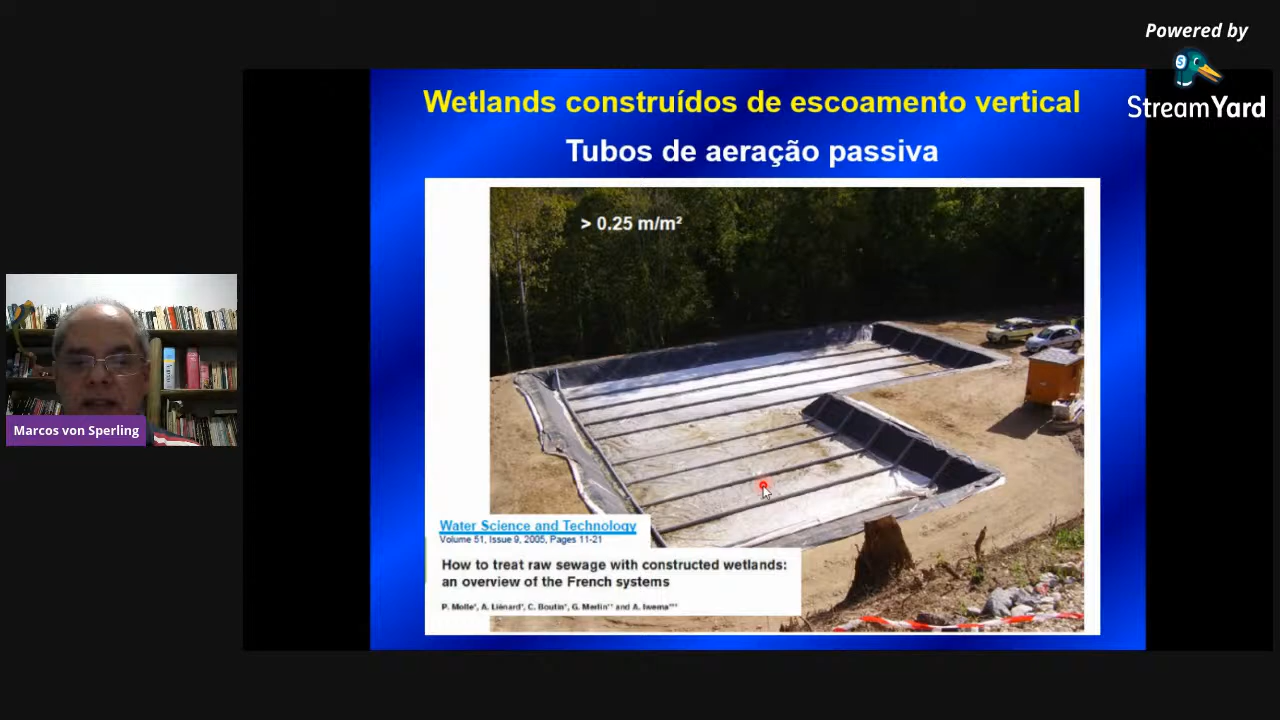 Powered by
StreamYard
Wetlands construídos de escoamento vertical
Tubos de aeração passiva
> 0.25 m/m²
Marcos von Sperling
Water Science and Technology
Volume 51, Issue 9, 2005, Pages 11-21
How to treat raw sewage with constructed wetlands:
an overview of the French systems
P. Molle*, A. Liénard*, C. Boutin*, G. Merlin** and A. Iwema***